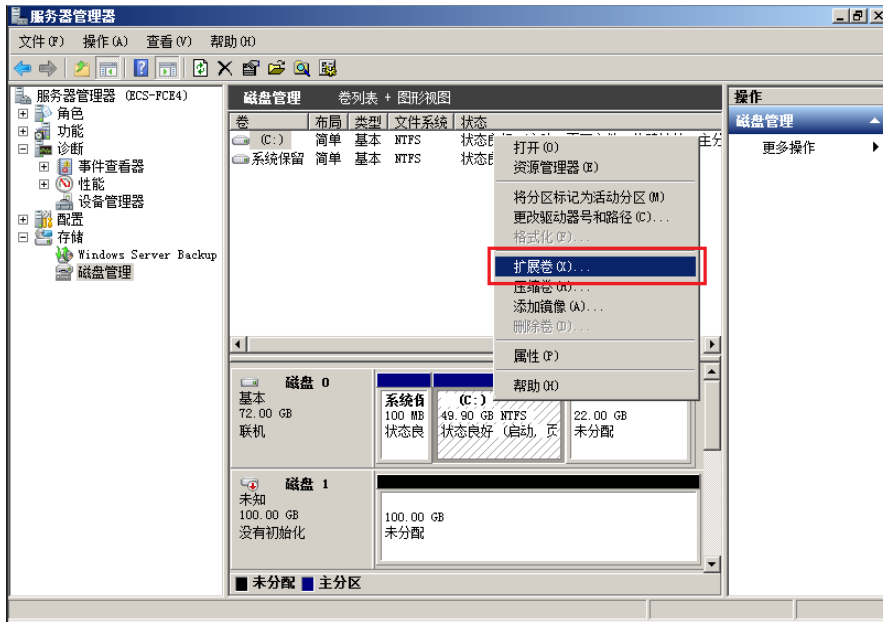 服务器管理器
文件(F) 操作(A) 查看(V) 帮助(H)
服务器管理器 (ECS-FCE4)
角色
功能
诊断
事件查看器
性能
设备管理器
配置
存储
Windows Server Backup
磁盘管理
磁盘管理 卷列表 + 图形视图
卷 布局 类型 文件系统 状态
(C:) 简单 基本 NTFS
系统保留 简单 基本 NTFS
打开(O)
资源管理器(E)
将分区标记为活动分区(M)
更改驱动器号和路径(C)...
格式化(F)...
扩展卷(X)...
压缩卷(H)...
添加镜像(A)...
删除卷(D)...
属性(P)
帮助(H)
磁盘 0
基本
72.00 GB
联机
系统保
100 MB
状态良
(C:)
49.90 GB NTFS
状态良好 (启动, 页
22.00 GB
未分配
磁盘 1
未知
100.00 GB
没有初始化
100.00 GB
未分配
未分配 主分区
操作
磁盘管理
更多操作